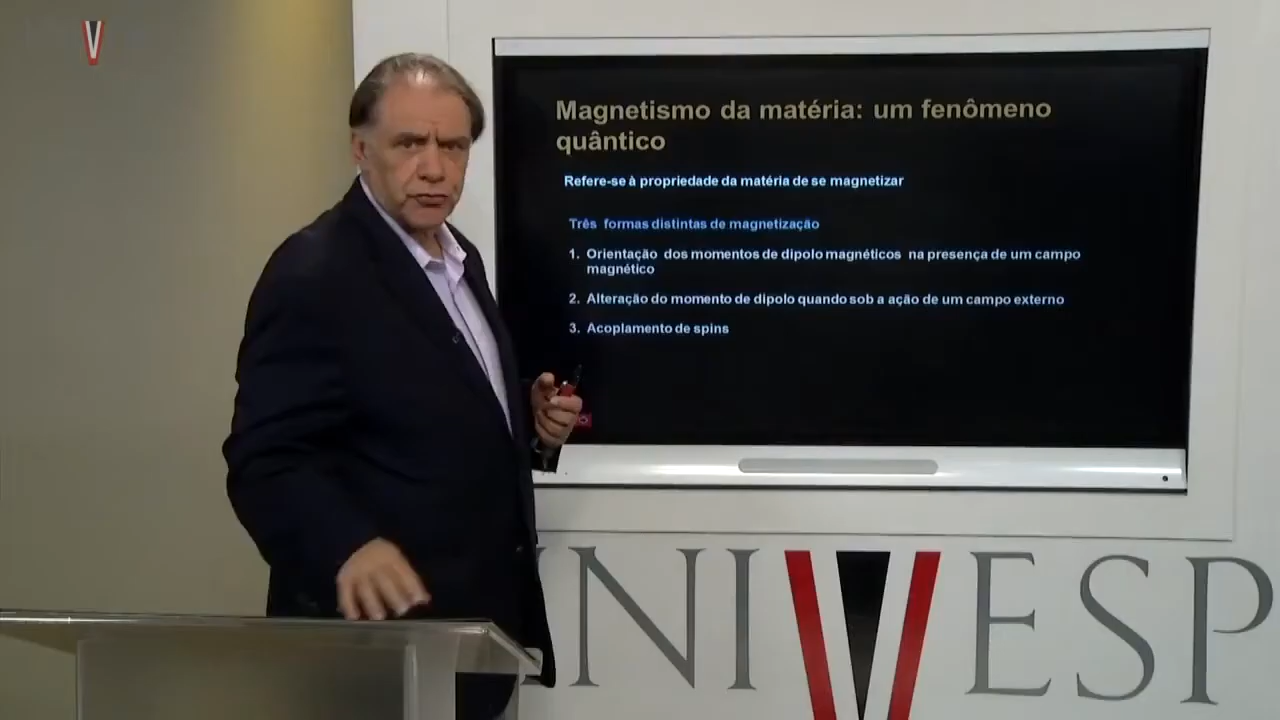 Magnetismo da matéria: um fenômeno
quântico
Refere-se à propriedade da matéria de se magnetizar
Três formas distintas de magnetização
1. Orientação dos momentos de dipolo magnéticos na presença de um campo
magnético
2. Alteração do momento de dipolo quando sob a ação de um campo externo
3. Acoplamento de spins
NIVESP